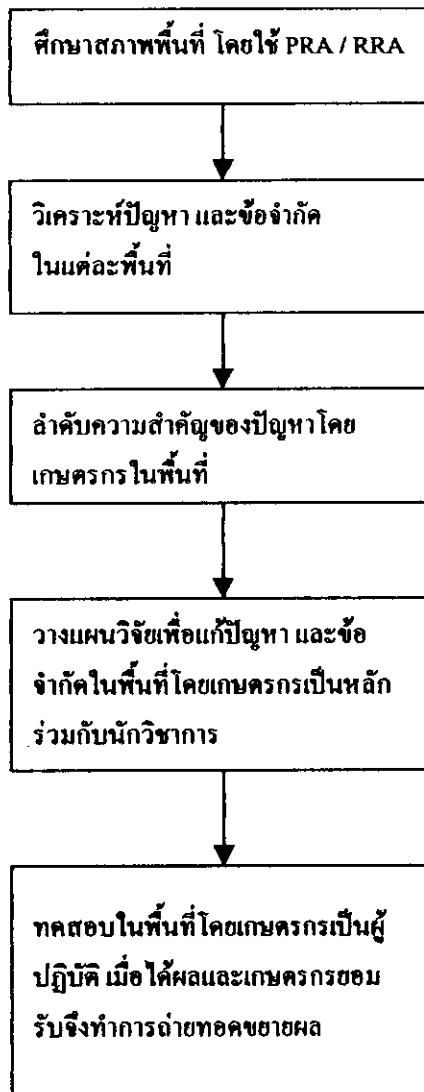 ศึกษาสภาพพื้นที่ โดยใช้ PRA / RRA
วิเคราะห์ปัญหา และข้อจำกัด
ในแต่ละพื้นที่
ลำดับความสำคัญของปัญหาโดย
เกษตรกรในพื้นที่
วางแผนวิจัยเพื่อแก้ปัญหา และข้อ
จำกัดในพื้นที่โดยเกษตรกรเป็นหลัก
ร่วมกับนักวิชาการ
ทดสอบในพื้นที่โดยเกษตรกรเป็นผู้
ปฏิบัติ เมื่อได้ผลและเกษตรกรยอม
รับจึงทำการถ่ายทอดขยายผล